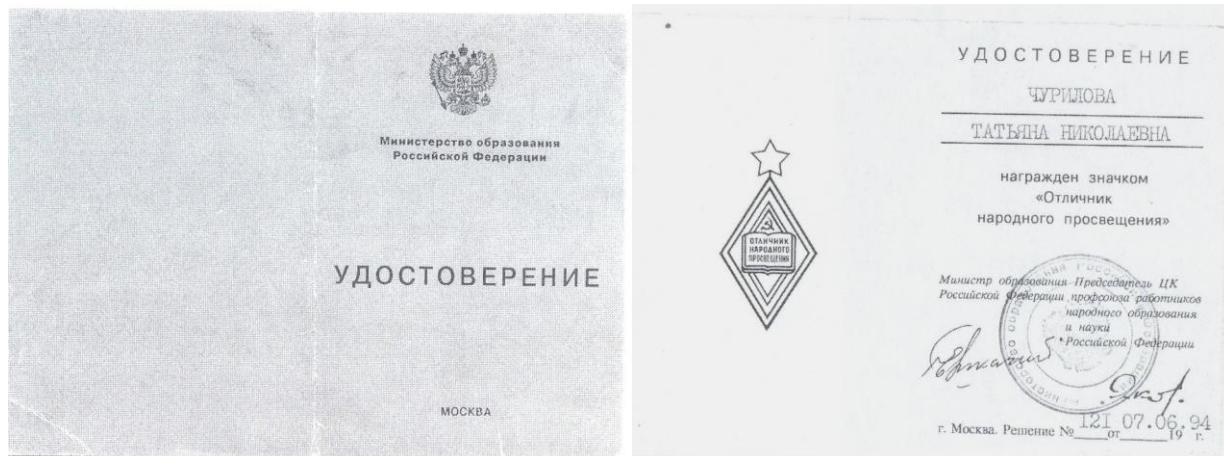 Министерство образования
Российской Федерации
УДОСТОВЕРЕНИЕ
МОСКВА
ОТЛИЧНИК
НАРОДНОГО
ПРОСВЕЩЕНИЯ
УДОСТОВЕРЕНИЕ
ЧУРИЛОВА
ТАТЬЯНА НИКОЛАЕВНА
награжден значком
«Отличник
народного просвещения»
Министр образования Председатель ЦК
Российской Федерации профсоюза работников
народного образования
и науки
Российской Федерации
г. Москва. Решение № 121 от 07.06.94 19 г.